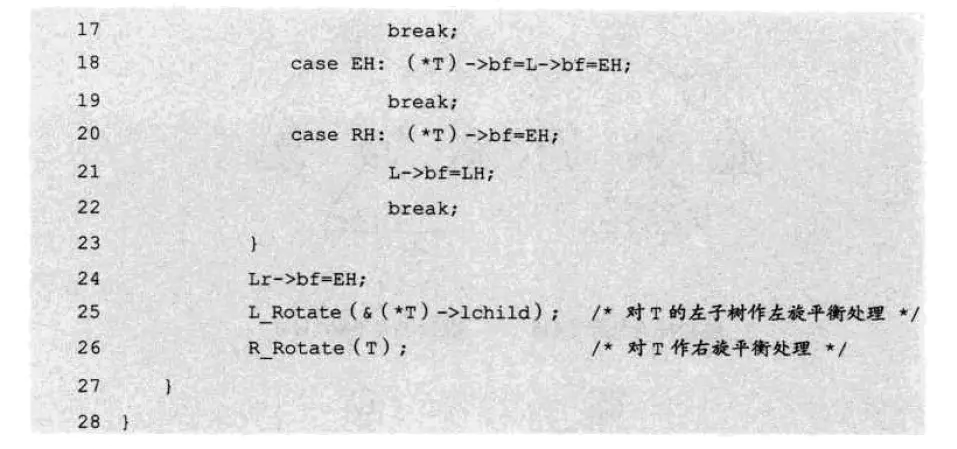 17 break;
18 case EH: (*T)->bf=L->bf=EH;
19 break;
20 case RH: (*T)->bf=EH;
21 L->bf=LH;
22 break;
23 }
24 Lr->bf=EH;
25 L_Rotate(&(*T)->lchild); /* 对T的左子树作左旋平衡处理 */
26 R_Rotate(T); /* 对T作右旋平衡处理 */
27 }
28 }